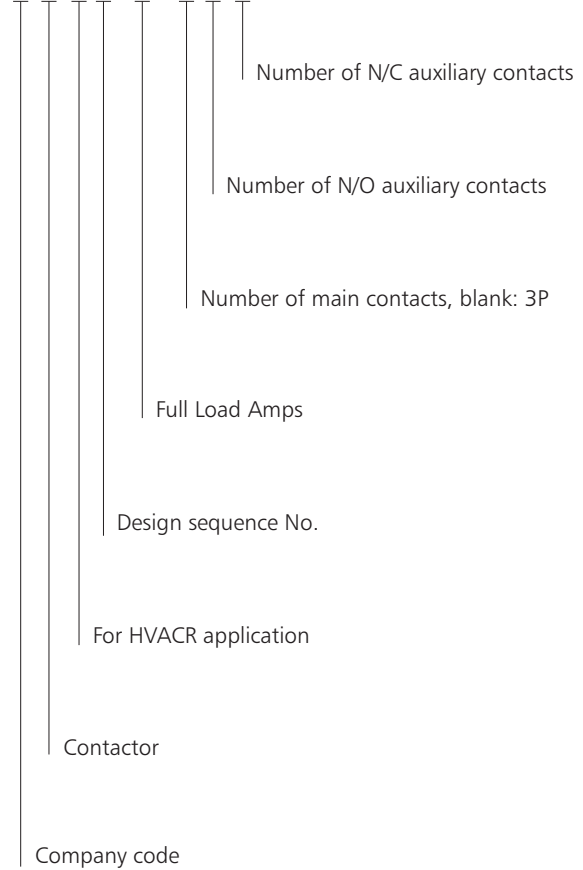 Number of N/C auxiliary contacts
Number of N/O auxiliary contacts
Number of main contacts, blank: 3P
Full Load Amps
Design sequence No.
For HVACR application
Contactor
Company code